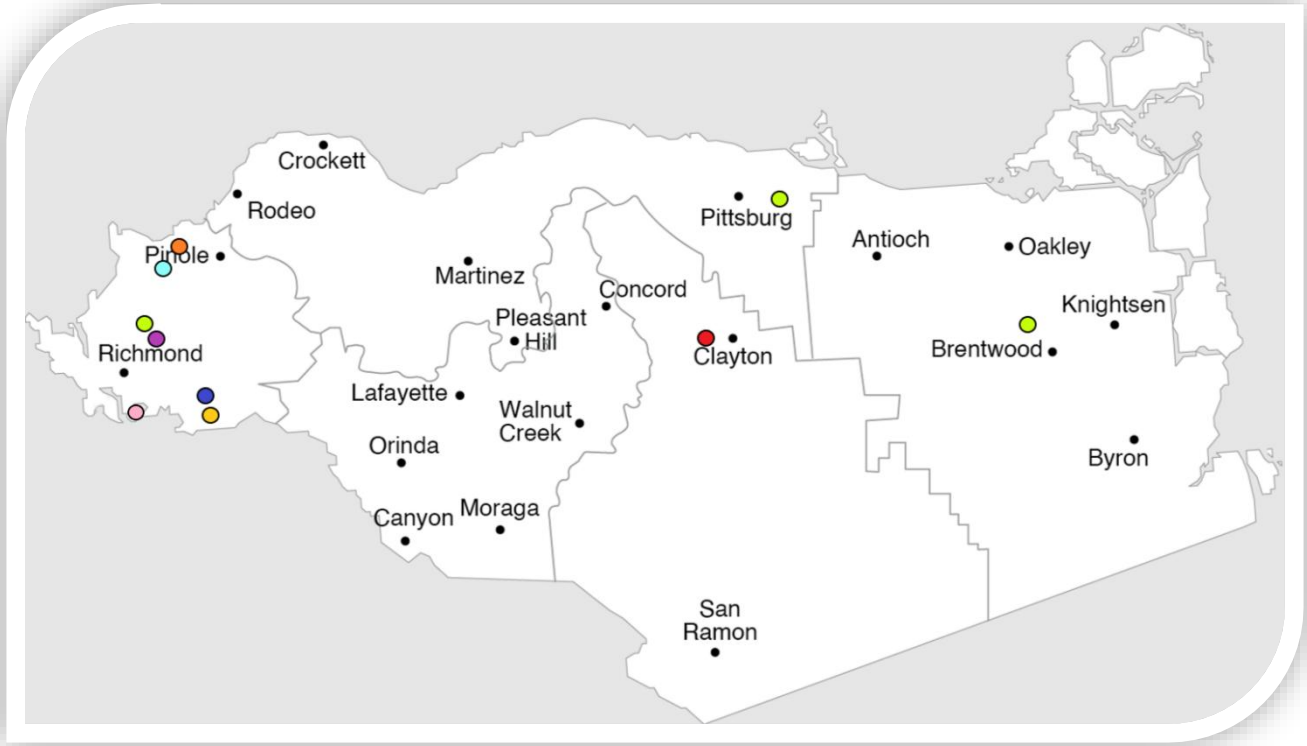 Crockett
Rodeo
Pinole
Pittsburg
Antioch
Oakley
Martinez
Concord
Knightsen
Pleasant
Hill
Richmond
Clayton
Brentwood
Lafayette
Walnut
Creek
Orinda
Byron
Canyon
Moraga
San
Ramon